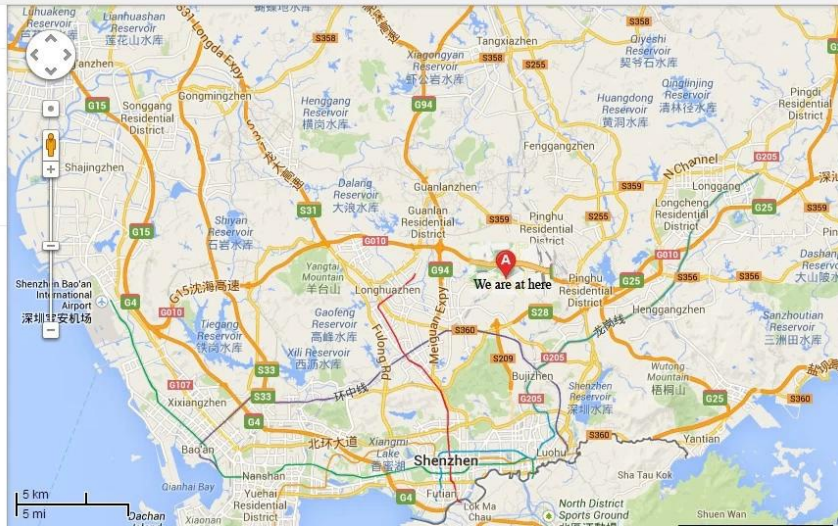 Luhuakeng
Reservoir
Lianhuashan
Reservoir
莲花山水库
S31 Longda Expy
S358
Xiagongyan
Reservoir
虾公岩水库
Tangxiazhen
S358
S255
Qiyeshi
Reservoir
契爷石水库
S358
G15
Songgang
Residential
District
Gongmingzhen
Henggang
Reservoir
横岗水库
G94
Huangdong
Reservoir
黄洞水库
Qinglinjing
Reservoir
清林径水库
Pingdi
Residential
District
Shajingzhen
Fenggangzhen
N Channel
G205
Dalang
Reservoir
大浪水库
Guanlanzhen
S359
Longgang
S31
Guanlan
Residential
District
S359
Pinghu
Residential
District
S255
Longcheng
Residential
District
G25
Shiyan
Reservoir
石岩水库
G15
G010
G010
A
We are at here
Yangtai
Mountain
羊台山
G94
Pinghu
Residential
District
G25
S356
S356
G15沈海高速
Longhuazhen
Shenzhen Bao'an
International
Airport
深圳宝安机场
G4
G010
Meiguan Expy
Fulong Rd
S28
Henggangzhen
龙岗线
Gaofeng
Reservoir
高峰水库
Sanzhoutian
Reservoir
三洲田水库
Tiegang
Reservoir
铁岗水库
S360
Xili Reservoir
西沥水库
S209
G205
Bujizhen
Wutong
Mountain
梧桐山
S33
S33
G107
Xixiangzhen
环中线
G205
Shenzhen
Reservoir
深圳水库
G25
S360
G4
Bao'an
北环大道
Xiangmi
Lake
香蜜湖
S360
Yantian
Shenzhen
Luohu
Nanshan
Sha Tau Kok
Qianhai Bay
Yuehai
Residential
District
G4
Futian
Lok Ma
Chau
North District
Sports Ground
Shuen Wan
5 km
5 mi
Dachan
Xiaonan